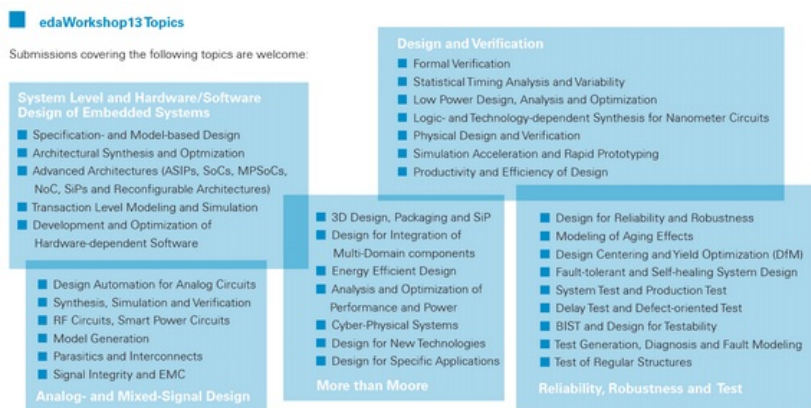 edaWorkshop13 Topics
Submissions covering the following topics are welcome:
System Level and Hardware/Software
Design of Embedded Systems
Specification- and Model-based Design
Architectural Synthesis and Optmization
Advanced Architectures (ASIPs, SoCs, MPSoCs,
NoC, SiPs and Reconfigurable Architectures)
Transaction Level Modeling and Simulation
Development and Optimization of
Hardware-dependent Software
Design and Verification
Formal Verification
Statistical Timing Analysis and Variability
Low Power Design, Analysis and Optimization
Logic- and Technology-dependent Synthesis for Nanometer Circuits
Physical Design and Verification
Simulation Acceleration and Rapid Prototyping
Productivity and Efficiency of Design
Design Automation for Analog Circuits
Synthesis, Simulation and Verification
RF Circuits, Smart Power Circuits
Model Generation
Parasitics and Interconnects
Signal Integrity and EMC
Analog- and Mixed-Signal Design
3D Design, Packaging and SiP
Design for Integration of
Multi-Domain components
Energy Efficient Design
Analysis and Optimization of
Performance and Power
Cyber-Physical Systems
Design for New Technologies
Design for Specific Applications
More than Moore
Design for Reliability and Robustness
Modeling of Aging Effects
Design Centering and Yield Optimization (DfM)
Fault-tolerant and Self-healing System Design
System Test and Production Test
Delay Test and Defect-oriented Test
BIST and Design for Testability
Test Generation, Diagnosis and Fault Modeling
Test of Regular Structures
Reliability, Robustness and Test